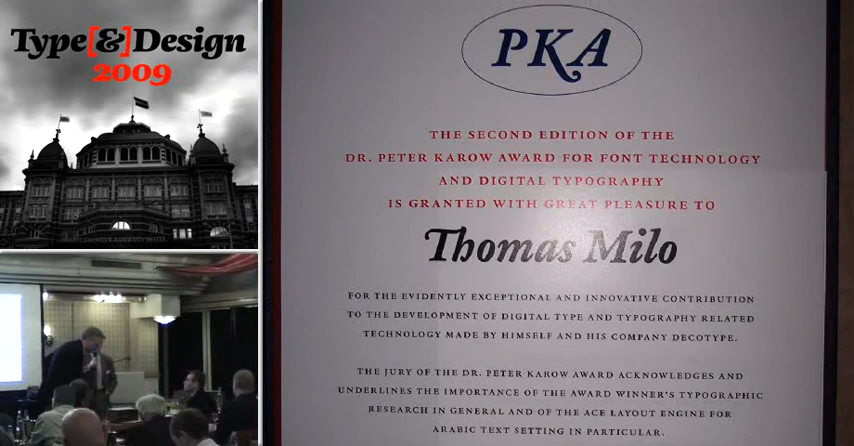 Type[&]Design
2009
PKA
THE SECOND EDITION OF THE
DR. PETER KAROW AWARD FOR FONT TECHNOLOGY
AND DIGITAL TYPOGRAPHY
IS GRANTED WITH GREAT PLEASURE TO
Thomas Milo
FOR THE EVIDENTLY EXCEPTIONAL AND INNOVATIVE CONTRIBUTION
TO THE DEVELOPMENT OF DIGITAL TYPE AND TYPOGRAPHY RELATED
TECHNOLOGY MADE BY HIMSELF AND HIS COMPANY DECOTYPE.
THE JURY OF THE DR. PETER KAROW AWARD ACKNOWLEDGES AND
UNDERLINES THE IMPORTANCE OF THE AWARD WINNER'S TYPOGRAPHIC
RESEARCH IN GENERAL AND OF THE ACE LAYOUT ENGINE FOR
ARABIC TEXT SETTING IN PARTICULAR.